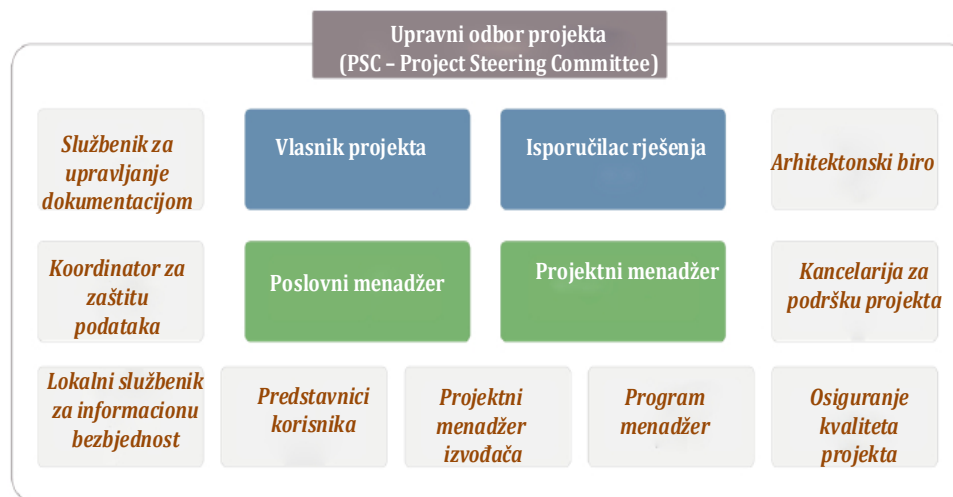 Upravni odbor projekta
(PSC – Project Steering Committee)
Službenik za
upravljanje
dokumentacijom
Vlasnik projekta
Isporučilac rješenja
Arhitektonski biro
Koordinator za
zaštitu
podataka
Poslovni menadžer
Projektni menadžer
Kancelarija za
podršku projekta
Lokalni službenik
za informacionu
bezbjednost
Predstavnici
korisnika
Projektni
menadžer
izvođača
Program
menadžer
Osiguranje
kvaliteta
projekta